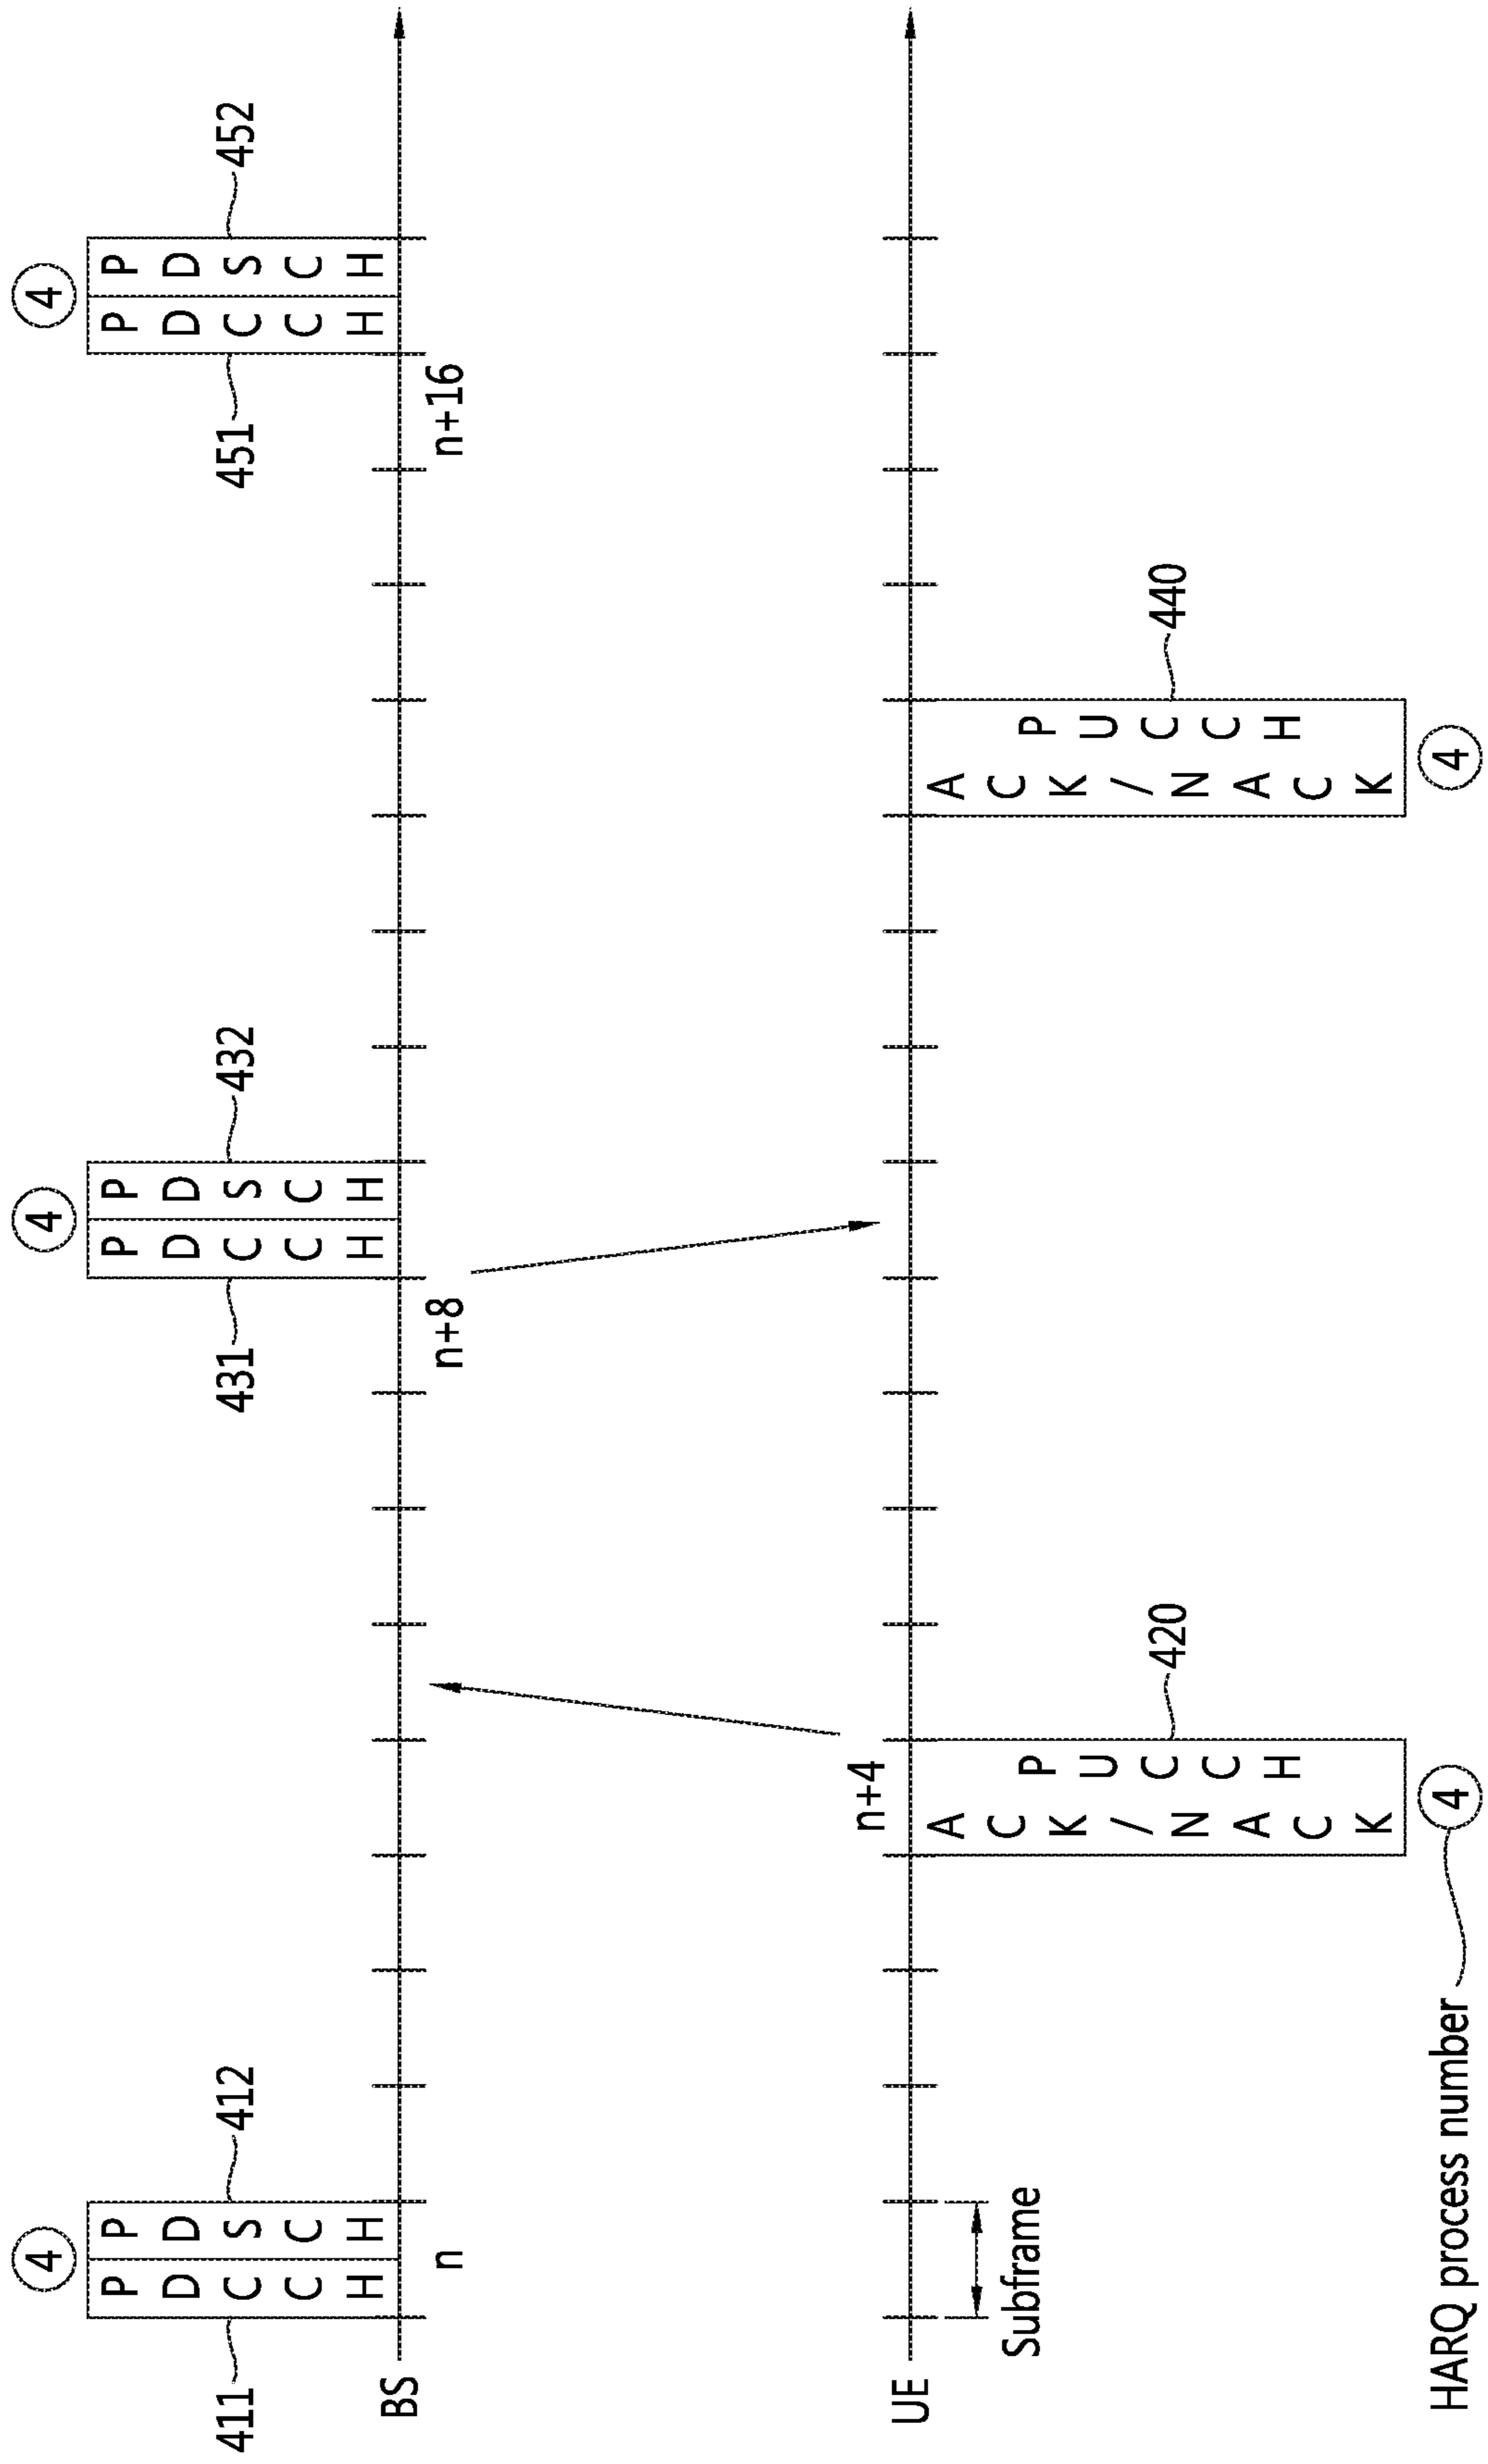 ④
④
④
411
PDCCH
PDSCH
412
431
PDCCH
PDSCH
432
451
PDCCH
PDSCH
452
BS
n
n+8
n+16
n+4
UE
Subframe
ACK/NACK
PUCCH
420
ACK/NACK
PUCCH
440
HARQ process number
④
④